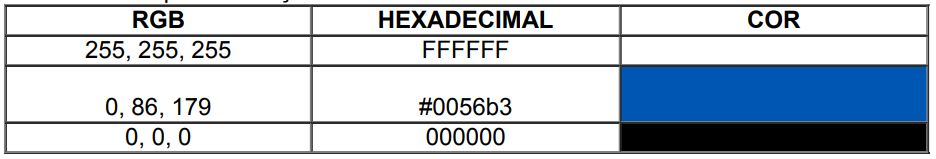 RGB HEXADECIMAL COR
255, 255, 255 FFFFFF
0, 86, 179 #0056b3
0, 0, 0 000000